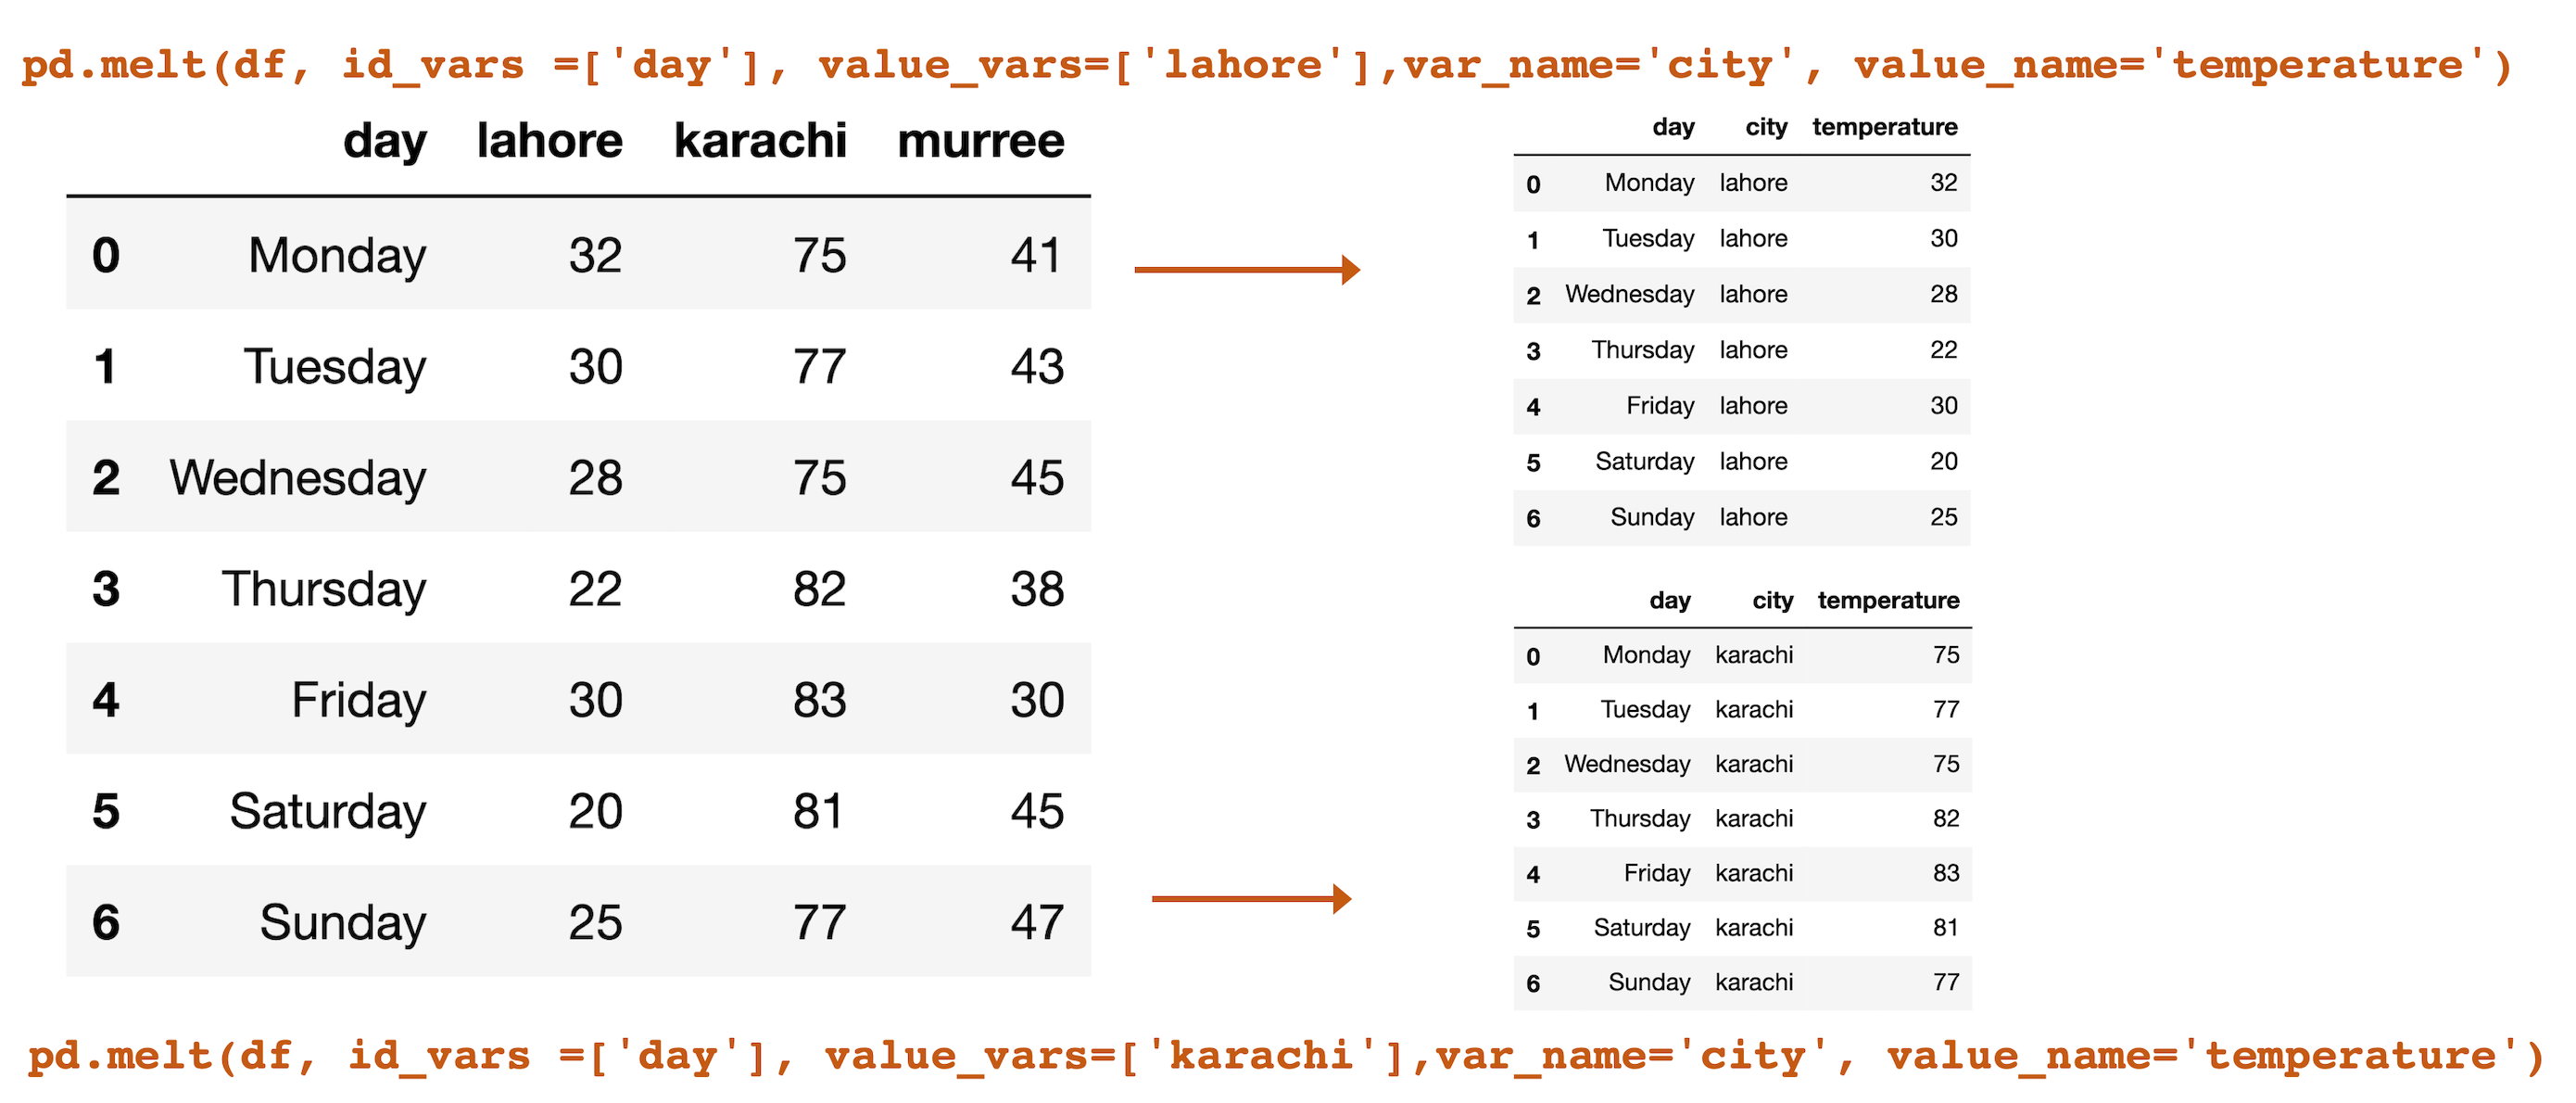 pd.melt(df, id_vars =['day'], value_vars=['lahore'],var_name='city', value_name='temperature')
day lahore karachi murree
0 Monday 32 75 41
1 Tuesday 30 77 43
2 Wednesday 28 75 45
3 Thursday 22 82 38
4 Friday 30 83 30
5 Saturday 20 81 45
6 Sunday 25 77 47
day city temperature
0 Monday lahore 32
1 Tuesday lahore 30
2 Wednesday lahore 28
3 Thursday lahore 22
4 Friday lahore 30
5 Saturday lahore 20
6 Sunday lahore 25
day city temperature
0 Monday karachi 75
1 Tuesday karachi 77
2 Wednesday karachi 75
3 Thursday karachi 82
4 Friday karachi 83
5 Saturday karachi 81
6 Sunday karachi 77
pd.melt(df, id_vars =['day'], value_vars=['karachi'],var_name='city', value_name='temperature')